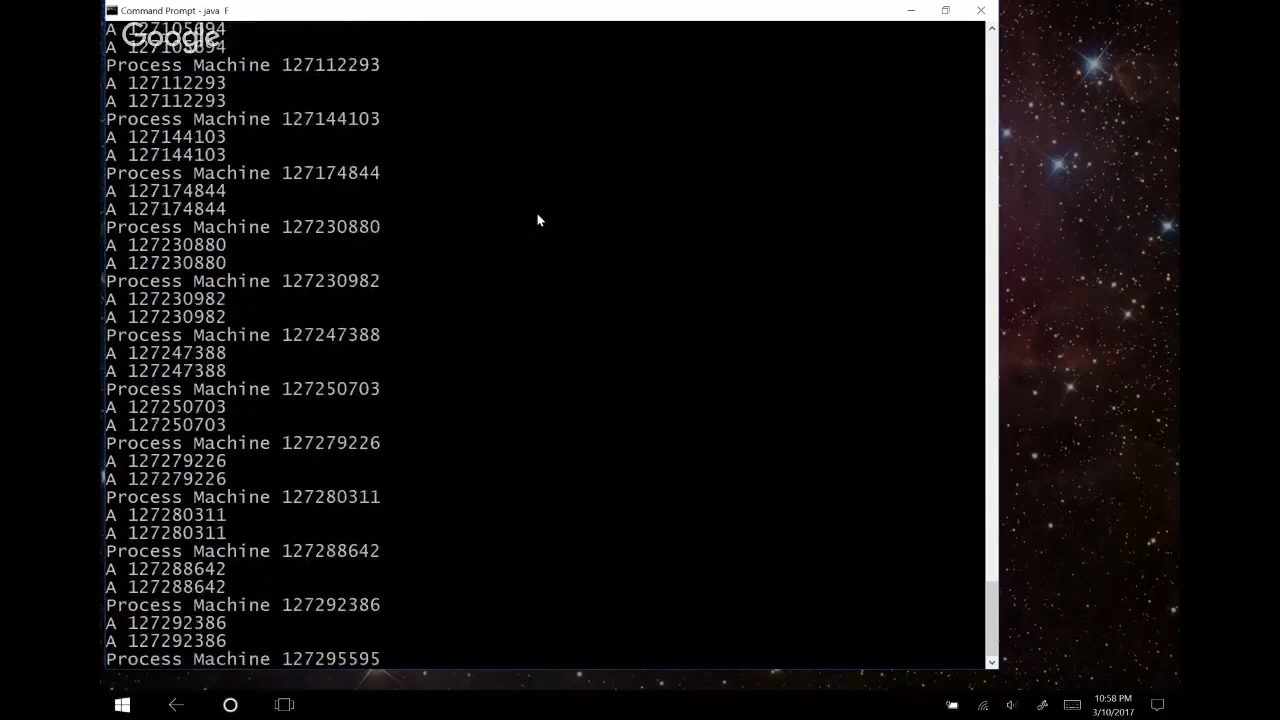 Command Prompt - java F
A 127105694
Google
A 127105694
Process Machine 127112293
A 127112293
A 127112293
Process Machine 127144103
A 127144103
A 127144103
Process Machine 127174844
A 127174844
A 127174844
Process Machine 127230880
A 127230880
A 127230880
Process Machine 127230982
A 127230982
A 127230982
Process Machine 127247388
A 127247388
A 127247388
Process Machine 127250703
A 127250703
A 127250703
Process Machine 127279226
A 127279226
A 127279226
Process Machine 127280311
A 127280311
A 127280311
Process Machine 127288642
A 127288642
A 127288642
Process Machine 127292386
A 127292386
A 127292386
Process Machine 127295595
10:58 PM
3/10/2017